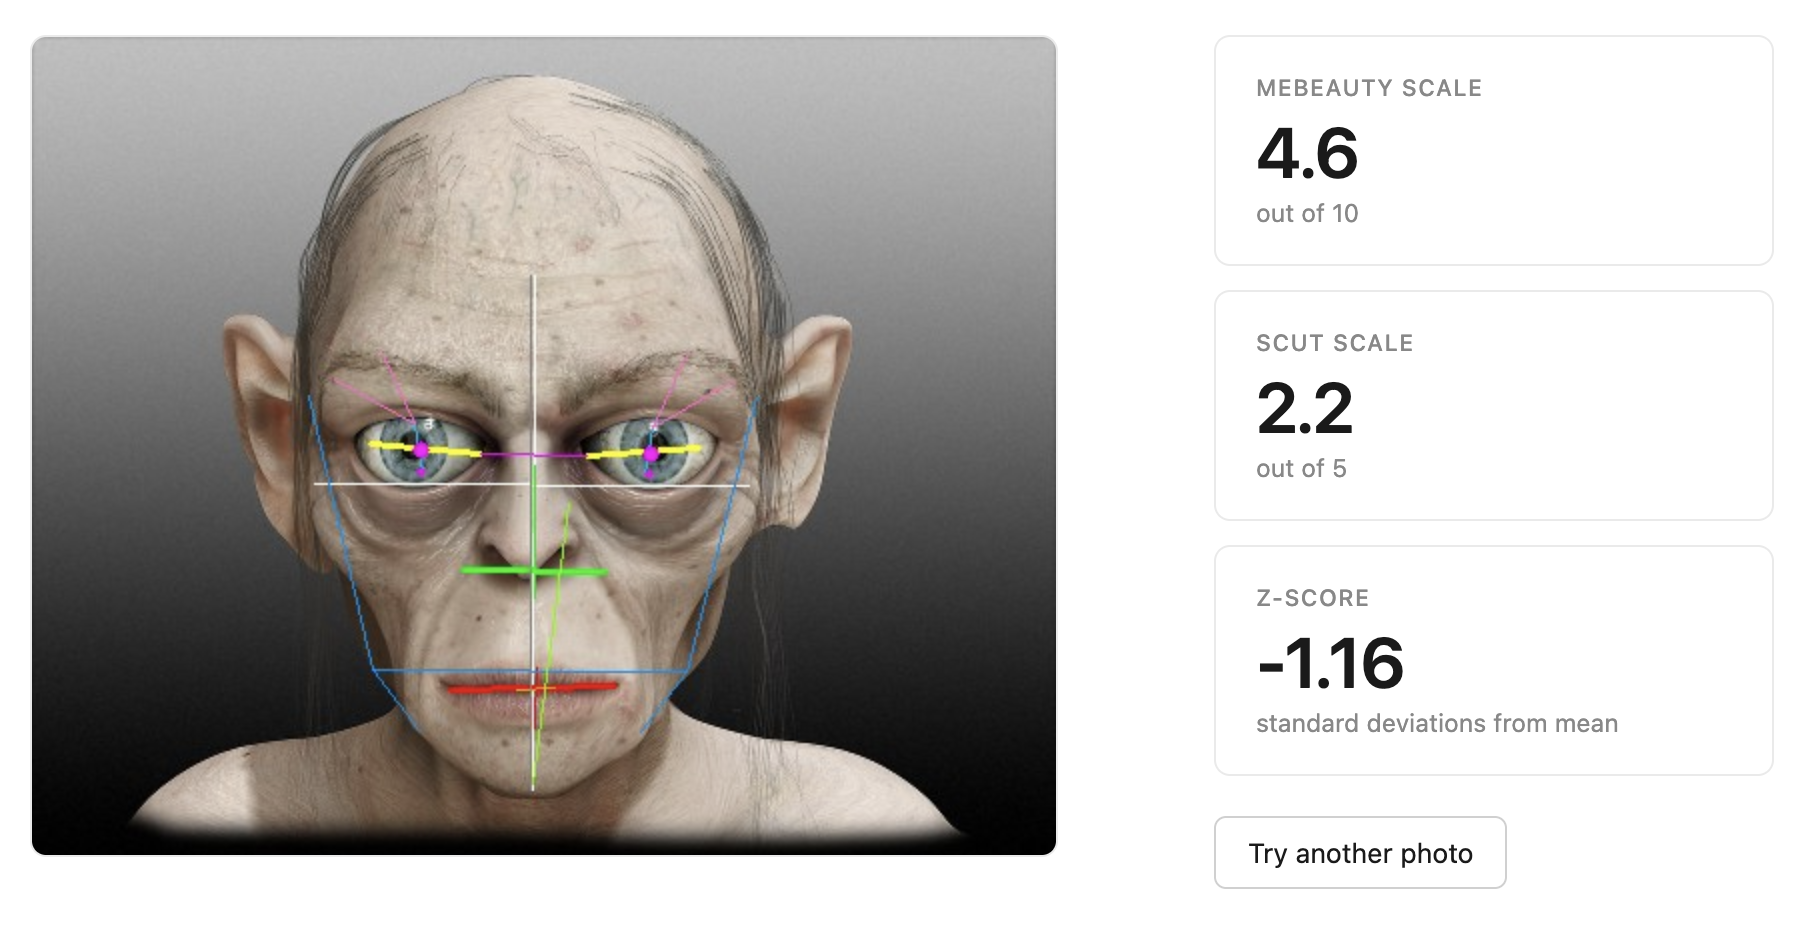 MEBEAUTY SCALE
4.6
out of 10
SCUT SCALE
2.2
out of 5
Z-SCORE
-1.16
standard deviations from mean
Try another photo